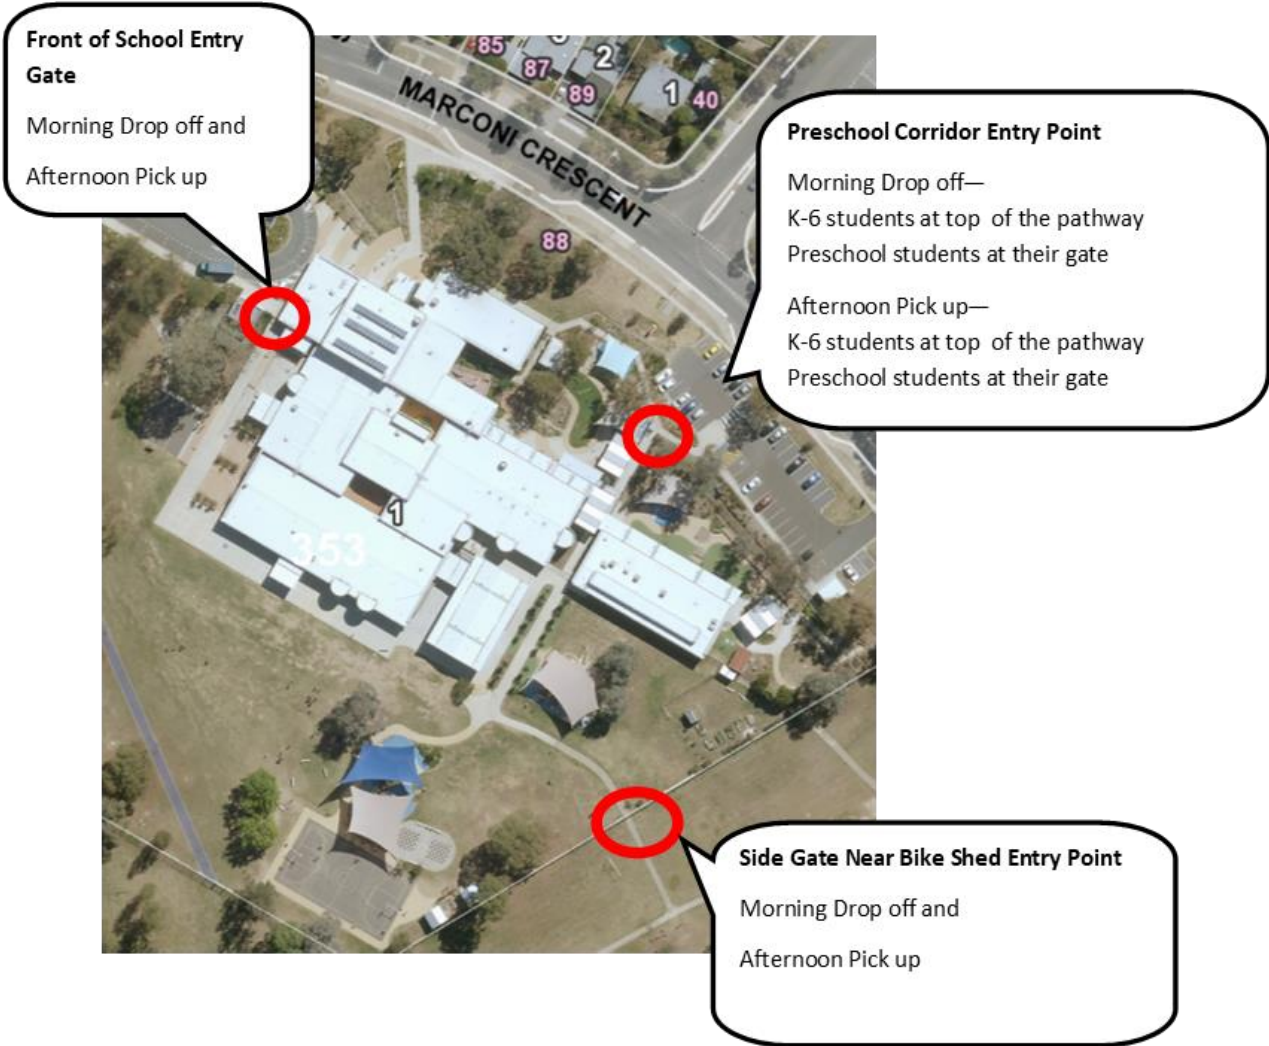 Front of School Entry
Gate
Morning Drop off and
Afternoon Pick up
85
87
89
2
1
40
MARCONI CRESCENT
88
Preschool Corridor Entry Point
Morning Drop off—
K-6 students at top of the pathway
Preschool students at their gate
Afternoon Pick up—
K-6 students at top of the pathway
Preschool students at their gate
1
353
Side Gate Near Bike Shed Entry Point
Morning Drop off and
Afternoon Pick up